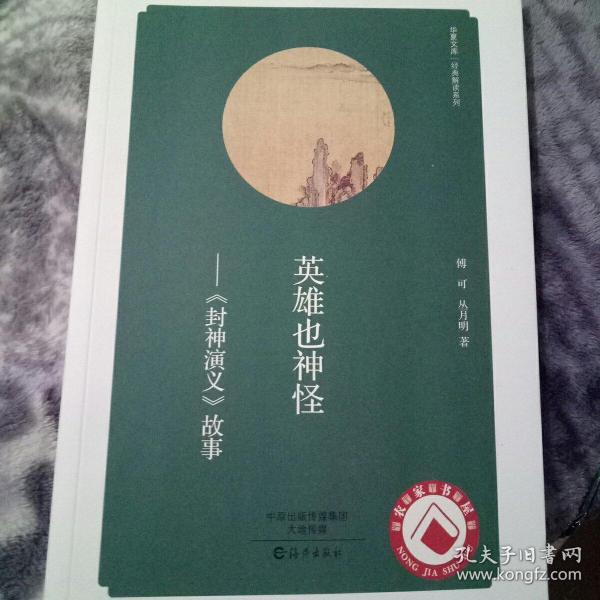 华夏文库｜经典解读系列
傅 可 丛月明 著
英雄也神怪
——《封神演义》故事
中原出版传媒集团
大地传媒
海燕出版社
农家书屋
NONG JIA SHU
孔夫子旧书网
www.kongfz.com